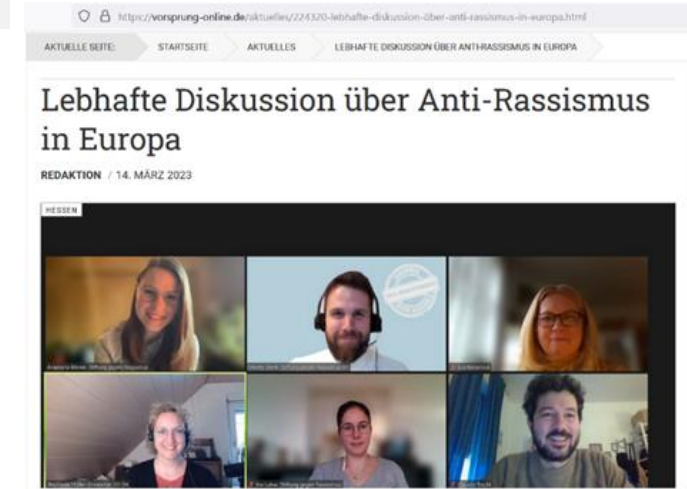 https://vorsprung-online.de/aktuelles/224320-lebhafte-diskussion-über-anti-rassismus-in-europa.html
AKTUELLE SEITE: STARTSEITE AKTUELLES LEBHAFTE DISKUSSION ÜBER ANTI-RASSISMUS IN EUROPA
Lebhafte Diskussion über Anti-Rassismus
in Europa
REDAKTION / 14. MÄRZ 2023
HESSEN